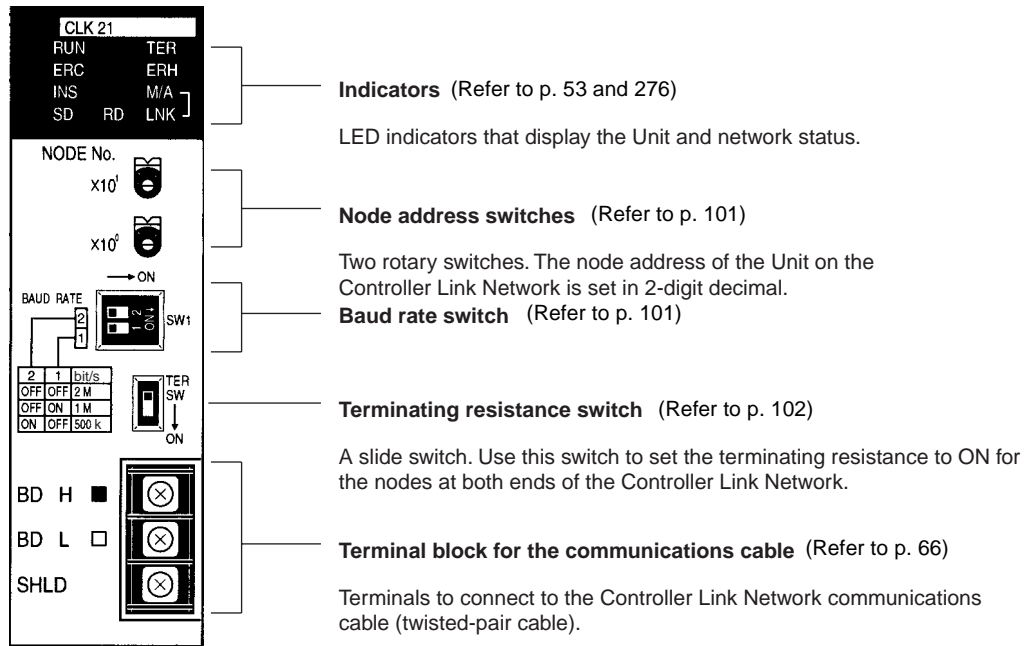 CLK 21
RUN TER
ERC ERH
INS M/A
SD RD LNK
NODE No.
X10¹
X10⁰
→ ON
BAUD RATE
2
1
1 2
ON↓
SW1
2 1 bit/s
OFF OFF 2 M
OFF ON 1 M
ON OFF 500 k
TER
SW
↓
ON
BD H ■
BD L □
SHLD
Indicators (Refer to p. 53 and 276)
LED indicators that display the Unit and network status.
Node address switches (Refer to p. 101)
Two rotary switches. The node address of the Unit on the
Controller Link Network is set in 2-digit decimal.
Baud rate switch (Refer to p. 101)
Terminating resistance switch (Refer to p. 102)
A slide switch. Use this switch to set the terminating resistance to ON for
the nodes at both ends of the Controller Link Network.
Terminal block for the communications cable (Refer to p. 66)
Terminals to connect to the Controller Link Network communications
cable (twisted-pair cable).